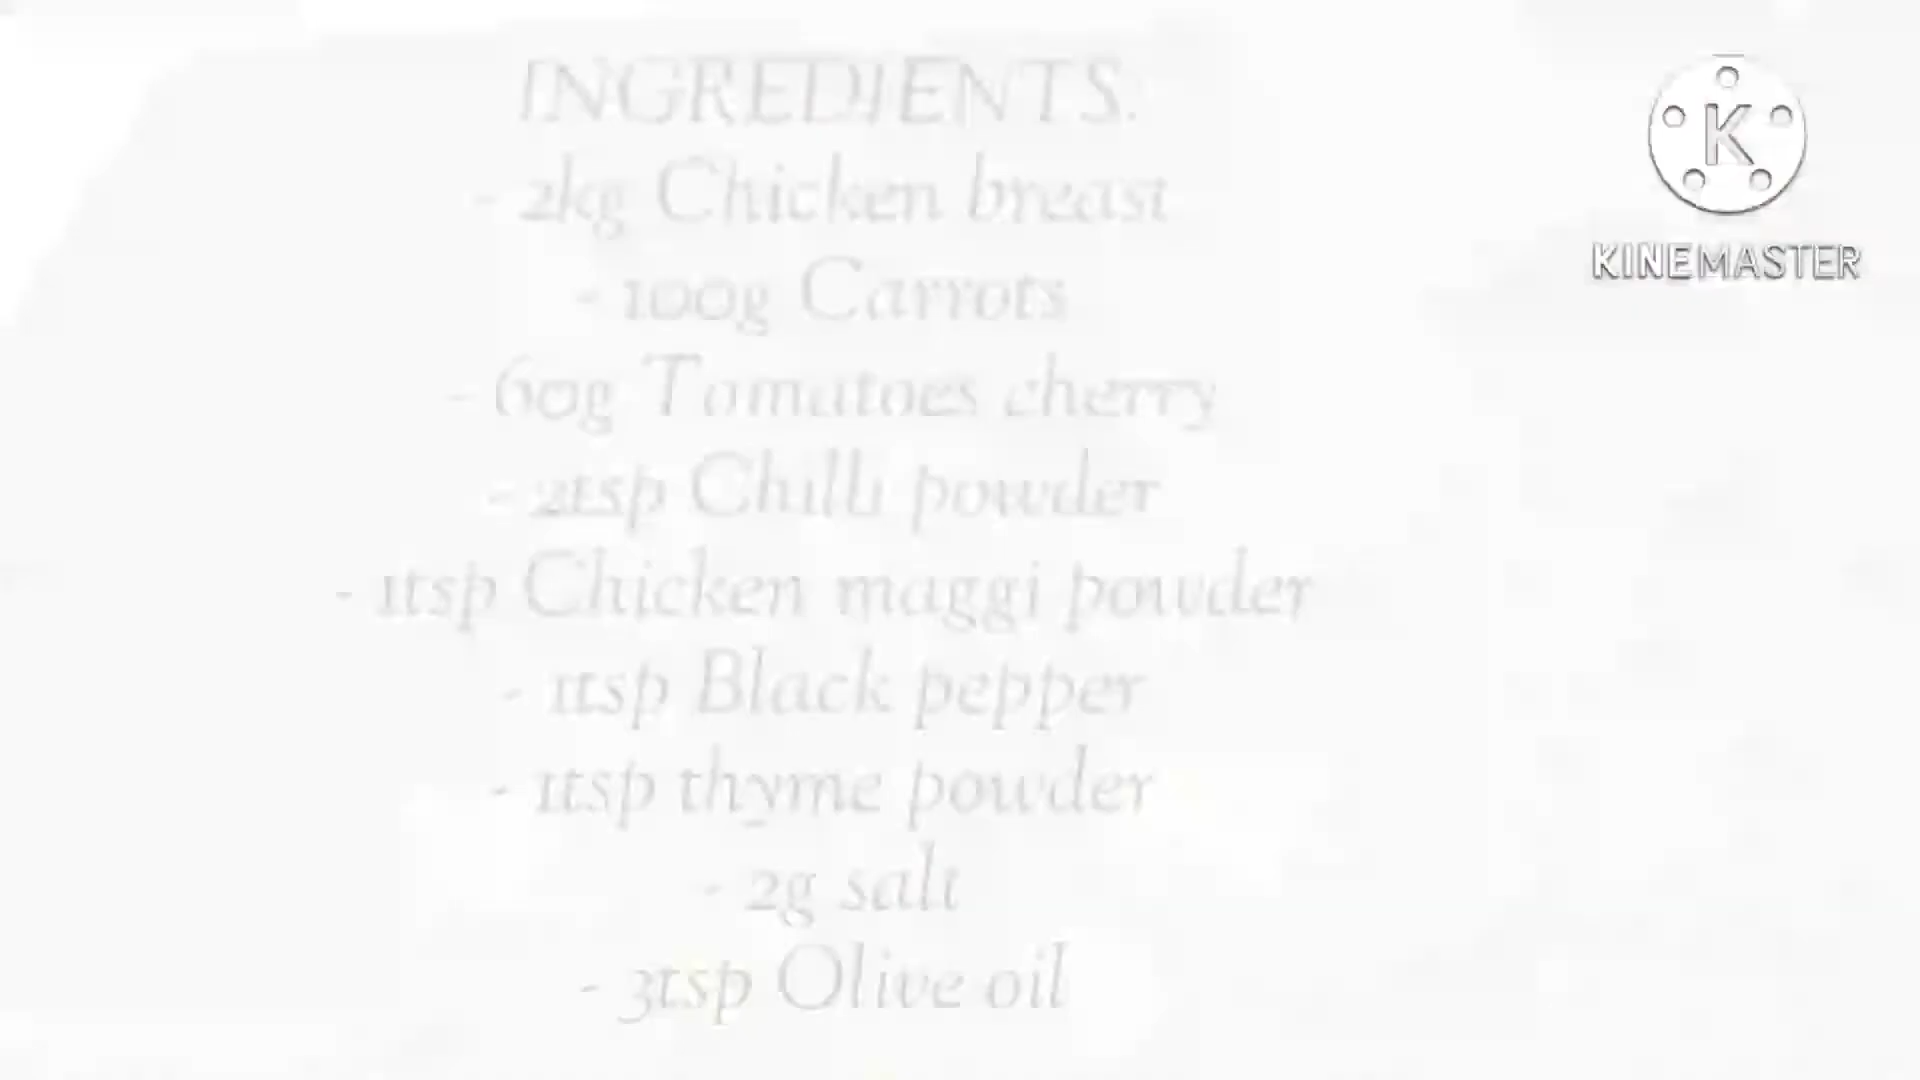 INGREDIENTS.
- 2kg Chicken breast
- 100g Carrots
- 60g Tomatoes cherry
- 2tsp Chilli powder
- 1tsp Chicken maggi powder
- 1tsp Black pepper
- 1tsp thyme powder
- 2g salt
- 3tsp Olive oil
K
KINEMASTER